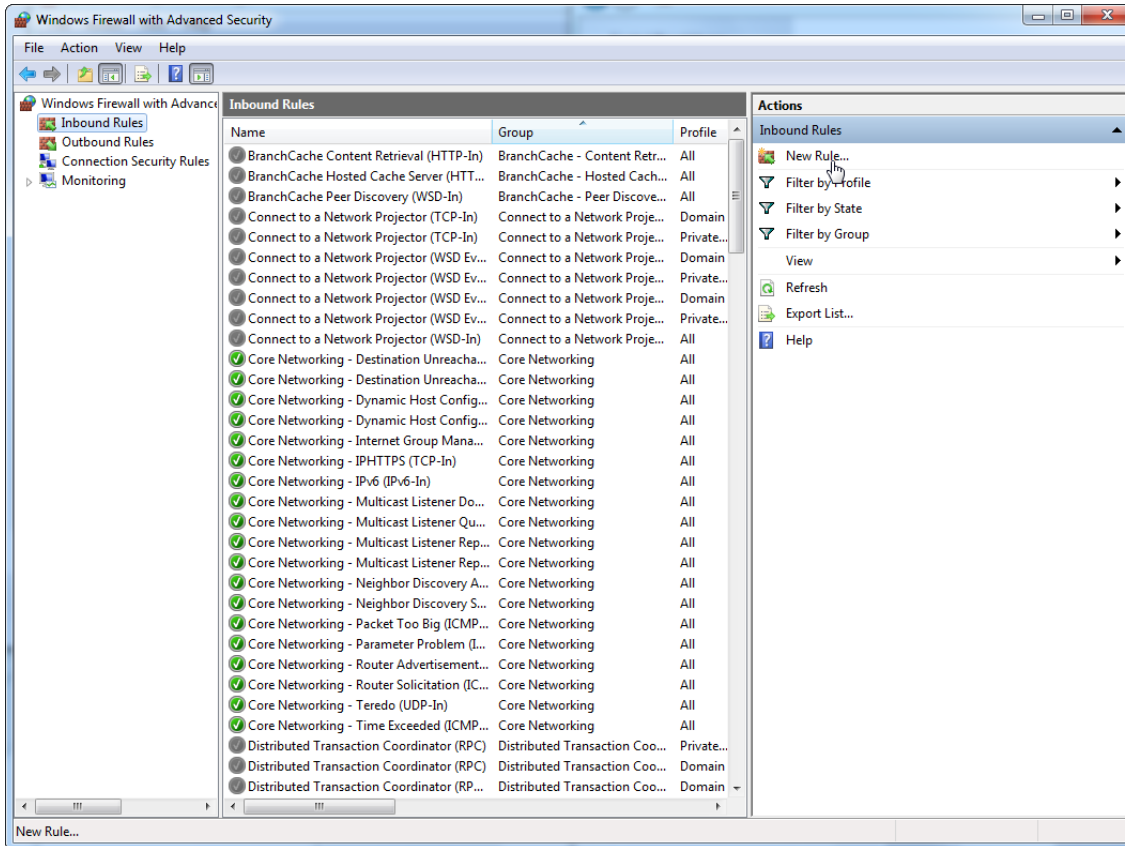 Windows Firewall with Advanced Security
File Action View Help
Windows Firewall with Advance
Inbound Rules
Outbound Rules
Connection Security Rules
Monitoring
Inbound Rules
Name Group Profile
BranchCache Content Retrieval (HTTP-In) BranchCache - Content Retr... All
BranchCache Hosted Cache Server (HTT... BranchCache - Hosted Cach... All
BranchCache Peer Discovery (WSD-In) BranchCache - Peer Discove... All
Connect to a Network Projector (TCP-In) Connect to a Network Proje... Domain
Connect to a Network Projector (TCP-In) Connect to a Network Proje... Private...
Connect to a Network Projector (WSD Ev... Connect to a Network Proje... Domain
Connect to a Network Projector (WSD Ev... Connect to a Network Proje... Private...
Connect to a Network Projector (WSD Ev... Connect to a Network Proje... Domain
Connect to a Network Projector (WSD Ev... Connect to a Network Proje... Private...
Connect to a Network Projector (WSD-In) Connect to a Network Proje... All
Core Networking - Destination Unreacha... Core Networking All
Core Networking - Destination Unreacha... Core Networking All
Core Networking - Dynamic Host Config... Core Networking All
Core Networking - Dynamic Host Config... Core Networking All
Core Networking - Internet Group Mana... Core Networking All
Core Networking - IPHTTPS (TCP-In) Core Networking All
Core Networking - IPv6 (IPv6-In) Core Networking All
Core Networking - Multicast Listener Do... Core Networking All
Core Networking - Multicast Listener Qu... Core Networking All
Core Networking - Multicast Listener Rep... Core Networking All
Core Networking - Multicast Listener Rep... Core Networking All
Core Networking - Neighbor Discovery A... Core Networking All
Core Networking - Neighbor Discovery S... Core Networking All
Core Networking - Packet Too Big (ICMP... Core Networking All
Core Networking - Parameter Problem (I... Core Networking All
Core Networking - Router Advertisement... Core Networking All
Core Networking - Router Solicitation (IC... Core Networking All
Core Networking - Teredo (UDP-In) Core Networking All
Core Networking - Time Exceeded (ICMP... Core Networking All
Distributed Transaction Coordinator (RPC) Distributed Transaction Coo... Private...
Distributed Transaction Coordinator (RPC) Distributed Transaction Coo... Domain
Distributed Transaction Coordinator (RP... Distributed Transaction Coo... Domain
Actions
Inbound Rules
New Rule...
Filter by Profile
Filter by State
Filter by Group
View
Refresh
Export List...
Help
New Rule...